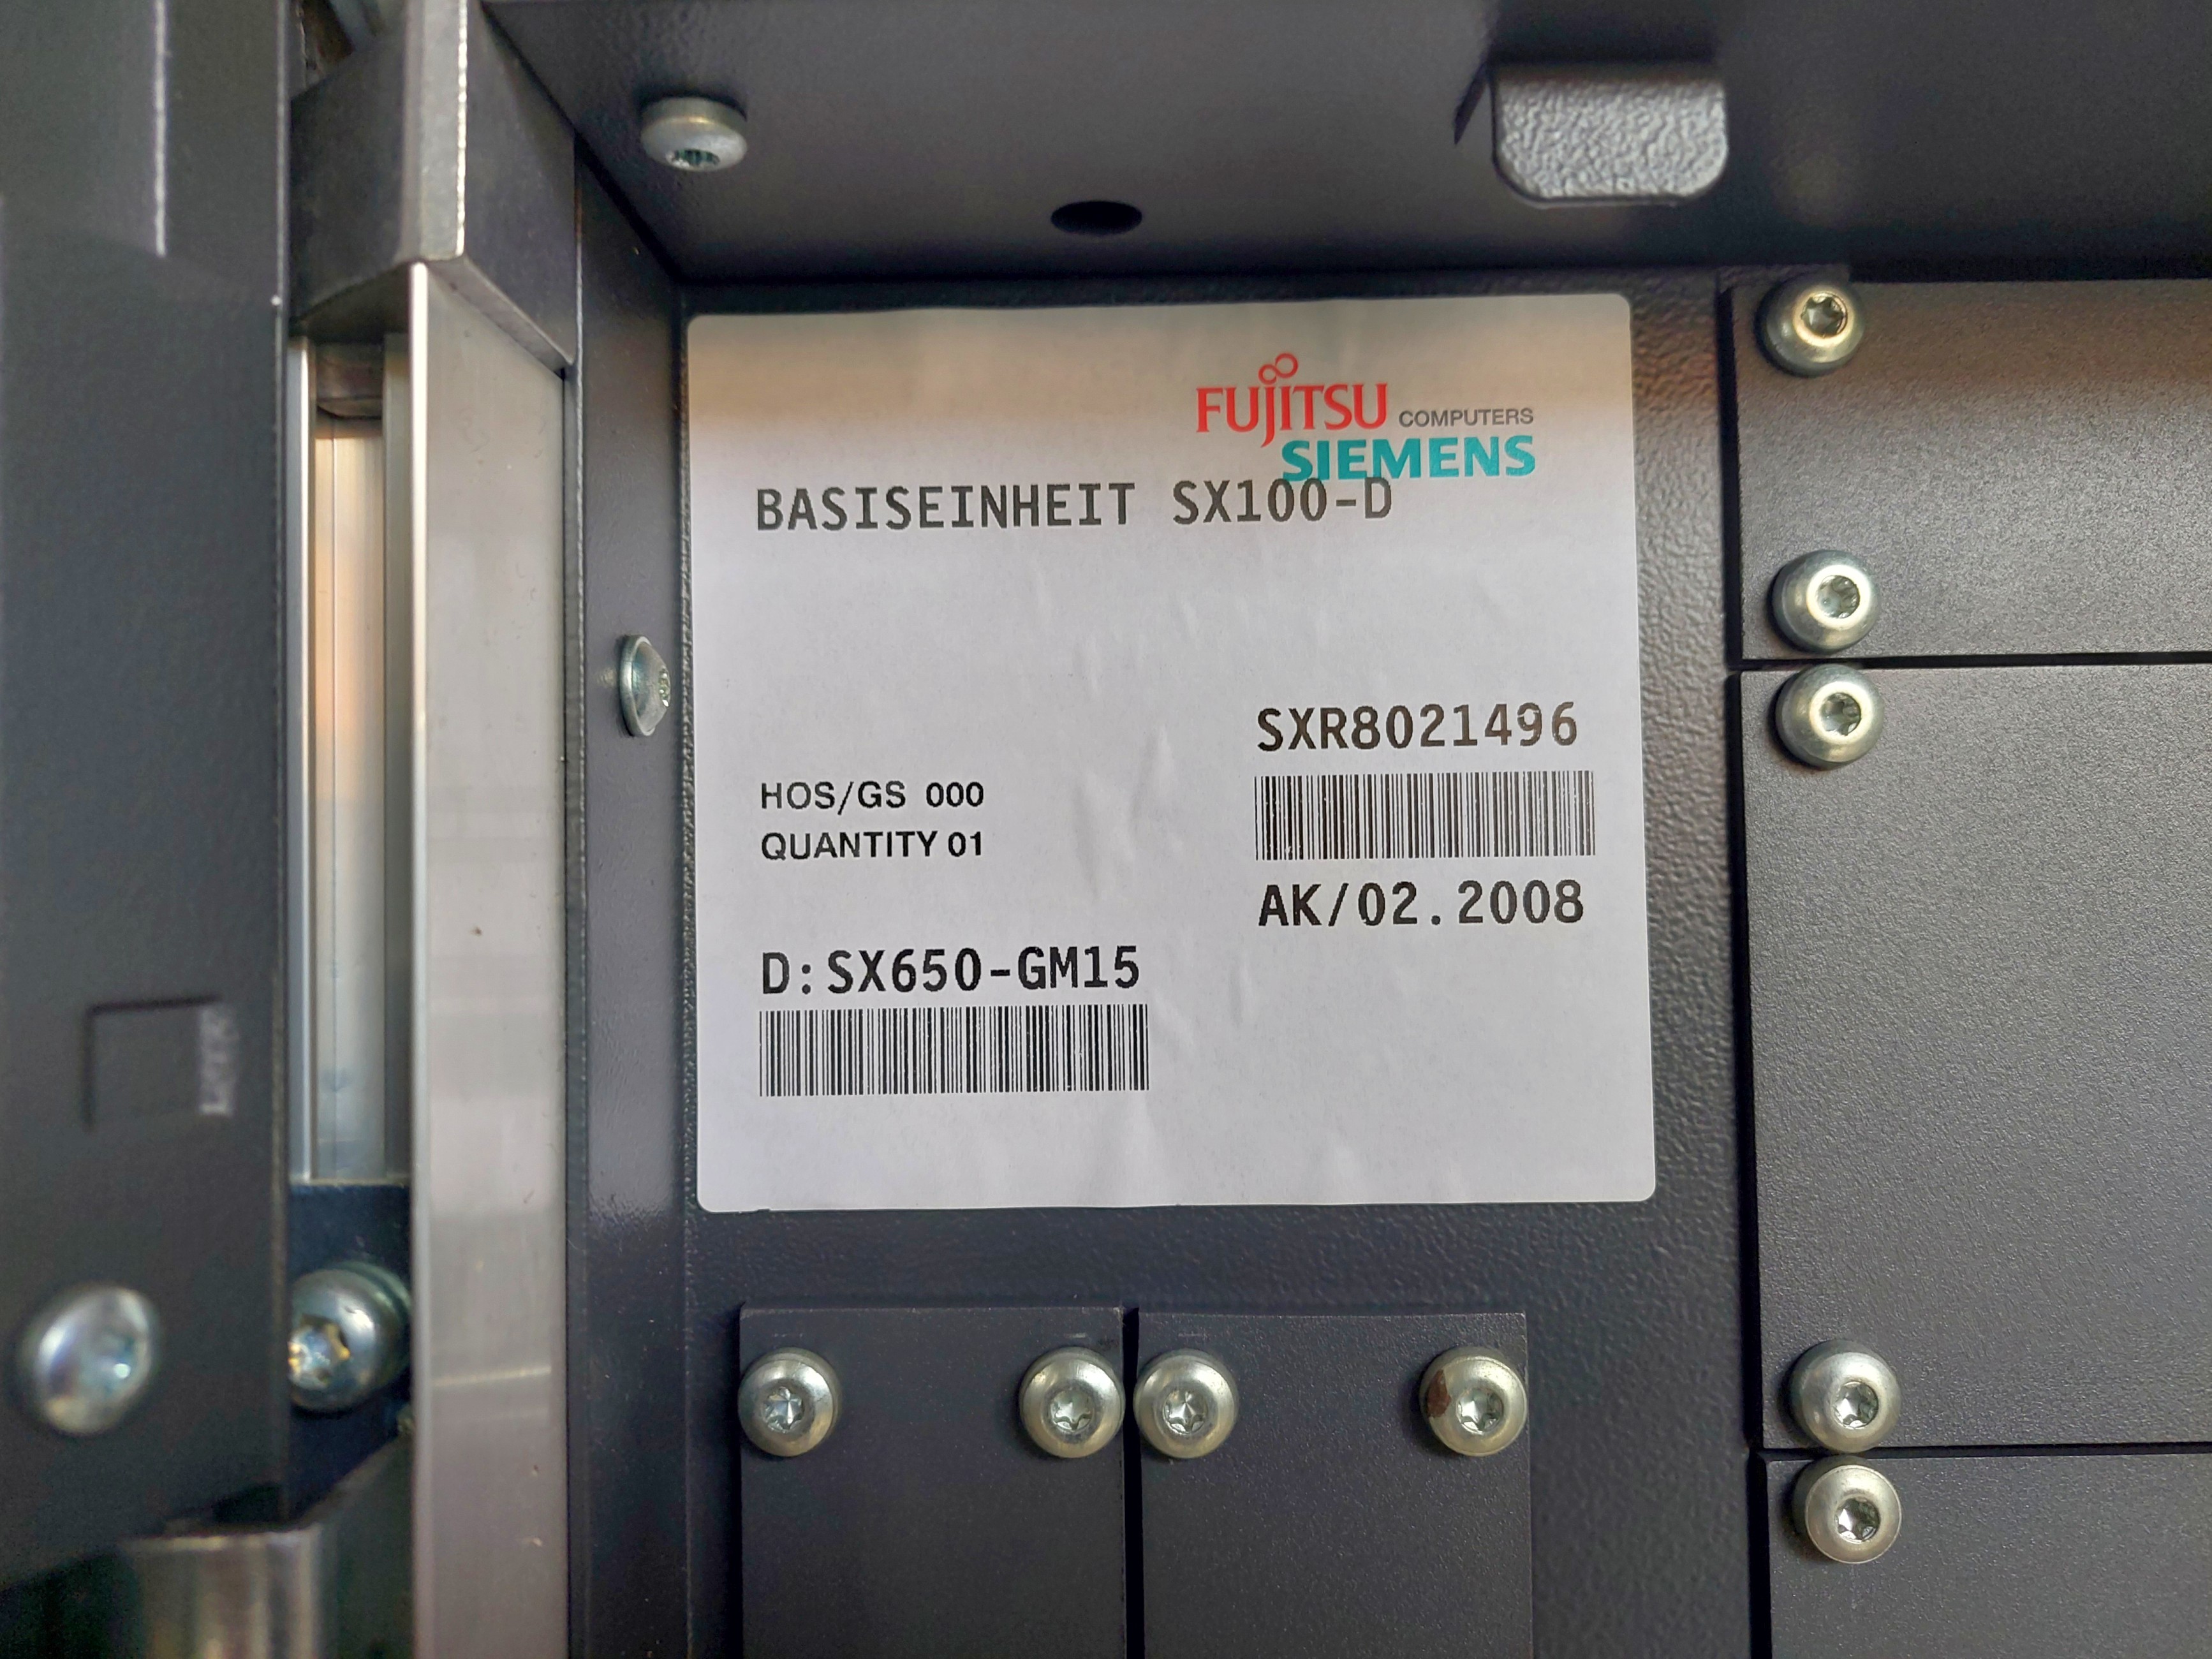 FUJITSU COMPUTERS
SIEMENS
BASISEINHEIT SX100-D
SXR8021496
HOS/GS 000
QUANTITY 01
AK/02.2008
D:SX650-GM15